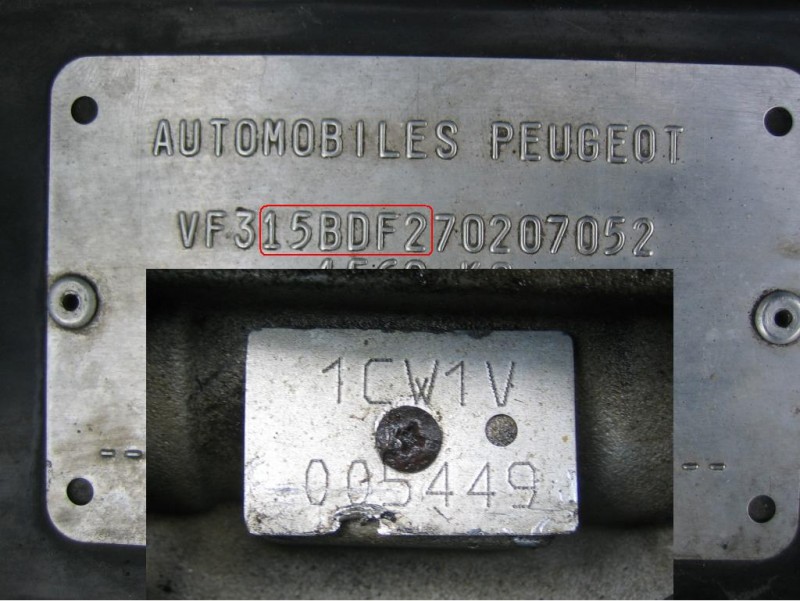 AUTOMOBILES PEUGEOT
VF315BDF270207052
1CW1V
005449